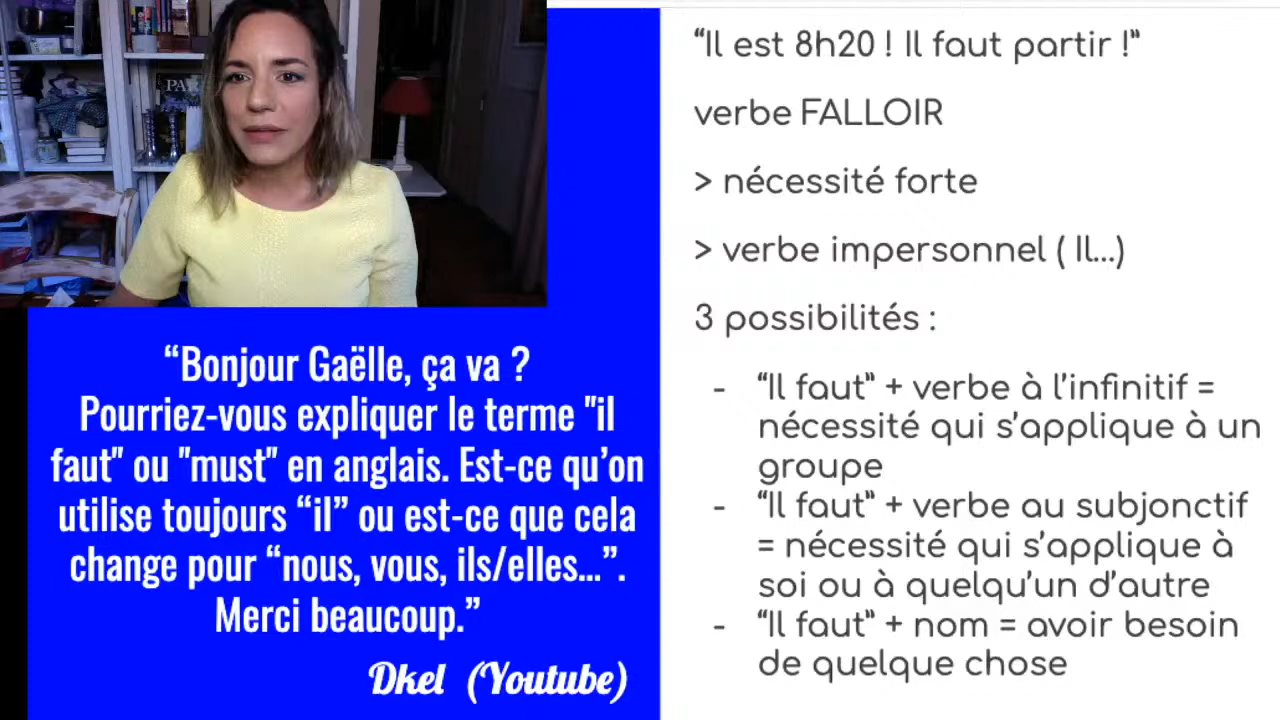 PAR
“Bonjour Gaëlle, ça va ?
Pourriez-vous expliquer le terme "il
faut" ou "must" en anglais. Est-ce qu’on
utilise toujours “il” ou est-ce que cela
change pour “nous, vous, ils/elles...”.
Merci beaucoup.”
Dkel (Youtube)
“Il est 8h20 ! Il faut partir !”
verbe FALLOIR
> nécessité forte
> verbe impersonnel ( Il...)
3 possibilités :
- “Il faut” + verbe à l’infinitif =
nécessité qui s’applique à un
groupe
- “Il faut” + verbe au subjonctif
= nécessité qui s’applique à
soi ou à quelqu’un d’autre
- “Il faut” + nom = avoir besoin
de quelque chose